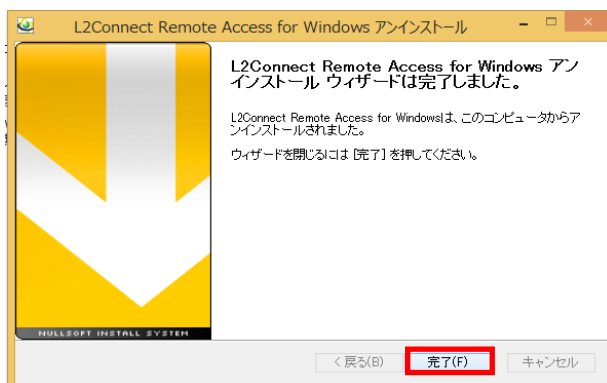 L2Connect Remote Access for Windows アンインストール
L2Connect Remote Access for Windows アン
インストール ウィザードは完了しました。
L2Connect Remote Access for Windowsは、このコンピュータからア
ンインストールされました。
ウィザードを閉じるには [完了] を押してください。
NULLSOFT INSTALL SYSTEM
< 戻る(B)
完了(F)
キャンセル